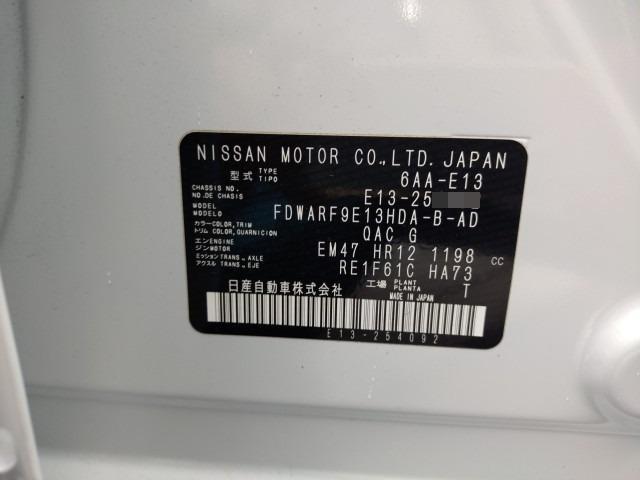 NISSAN MOTOR CO.,LTD. JAPAN
型式 TYPE TIPO 6AA-E13
CHASSIS NO. NO.DE CHASIS E13-25
MODEL MODELO FDWARF9E13HDA-B-AD
カラー COLOR,TRIM トリム COLOR,GUARNICION QAC G
エンジン ENGINE MOTOR EM47 HR12 1198 CC
ミッション TRANS. AXLE アクスル TRANS.,EJE RE1F61C HA73
日産自動車株式会社 工場 PLANT PLANTA T
MADE IN JAPAN
E13-254092